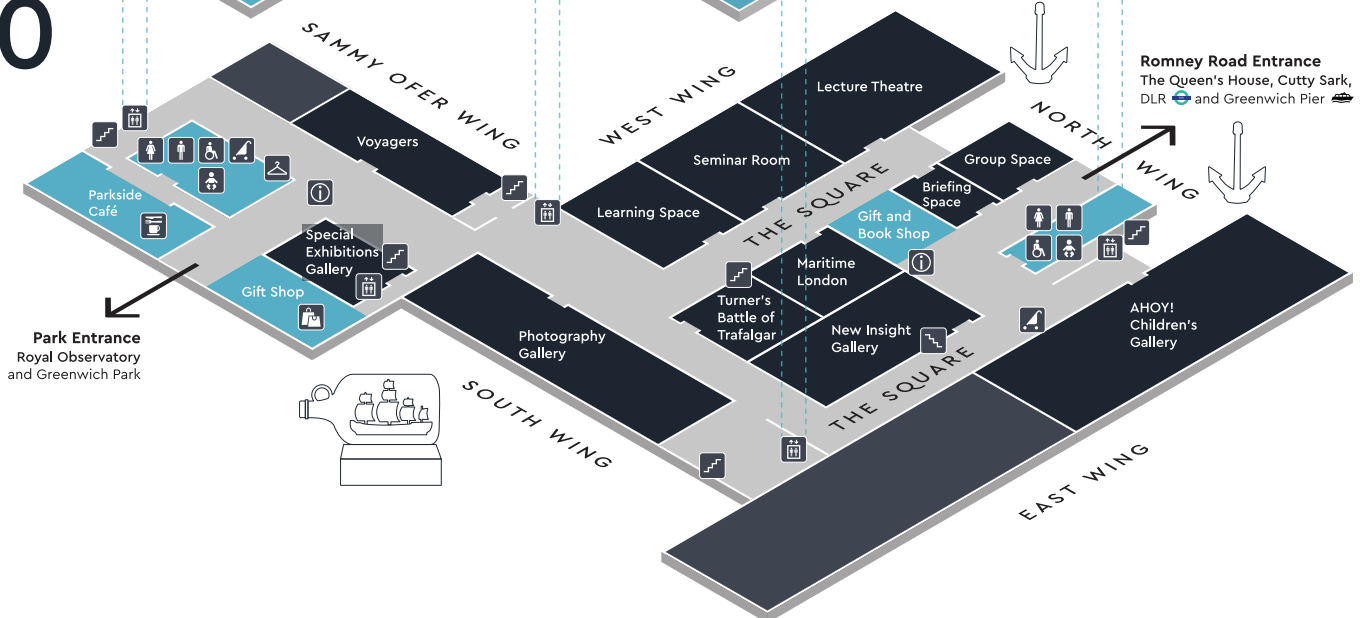 0
SAMMY OFER WING
WEST WING
NORTH WING
Romney Road Entrance
The Queen's House, Cutty Sark,
DLR and Greenwich Pier
Lecture Theatre
Voyagers
Seminar Room
Group Space
Briefing
Space
Parkside
Café
Learning Space
THE SQUARE
Gift and
Book Shop
Special
Exhibitions
Gallery
Maritime
London
Gift Shop
Turner's
Battle of
Trafalgar
AHOY!
Children's
Gallery
Park Entrance
Royal Observatory
and Greenwich Park
Photography
Gallery
New Insight
Gallery
THE SQUARE
SOUTH WING
EAST WING